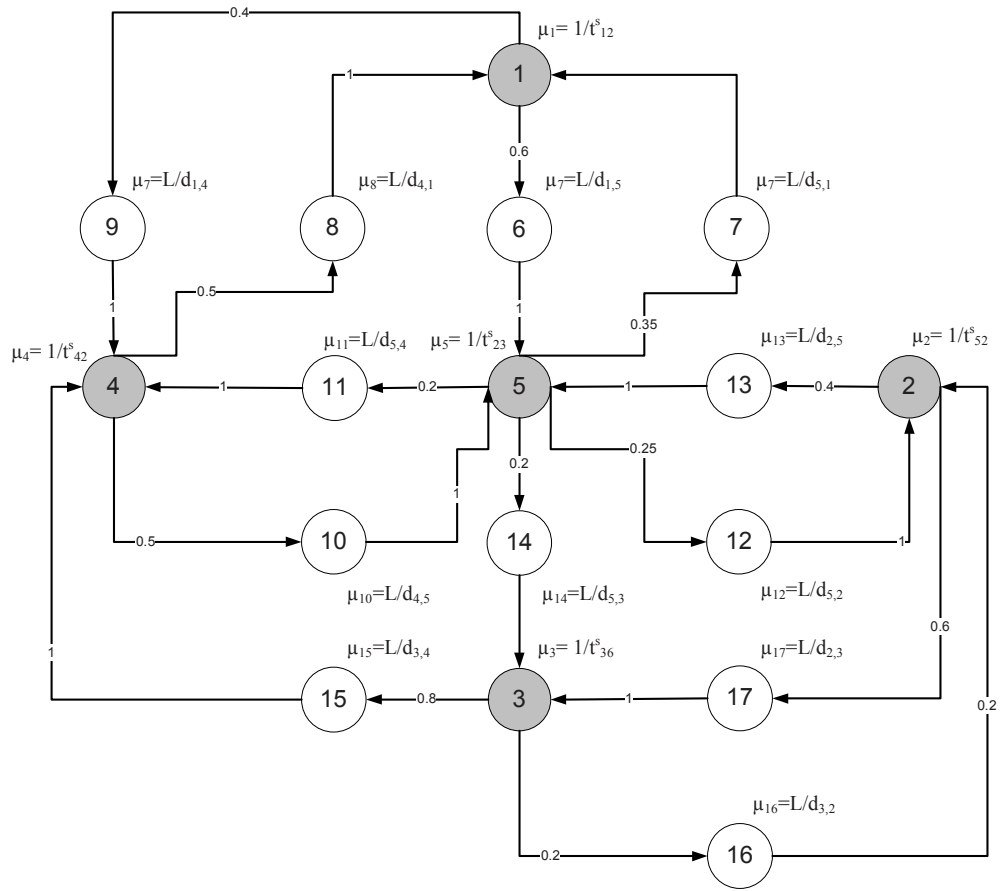 0.4
μ₁= 1/tˢ₁₂
1
1
0.6
μ₇=L/d₁,₄
μ₈=L/d₄,₁
μ₇=L/d₁,₅
μ₇=L/d₅,₁
9
8
6
7
0.5
1
1
0.35
μ₄= 1/tˢ₄₂
μ₁₁=L/d₅,₄
μ₅= 1/tˢ₂₃
μ₁₃=L/d₂,₅
μ₂= 1/tˢ₅₂
4
1
11
0.2
5
1
13
0.4
2
0.25
0.2
1
0.5
10
14
12
1
μ₁₀=L/d₄,₅
μ₁₄=L/d₅,₃
μ₁₂=L/d₅,₂
0.6
1
μ₁₅=L/d₃,₄
μ₃= 1/tˢ₃₆
μ₁₇=L/d₂,₃
15
0.8
3
1
17
0.2
μ₁₆=L/d₃,₂
0.2
16